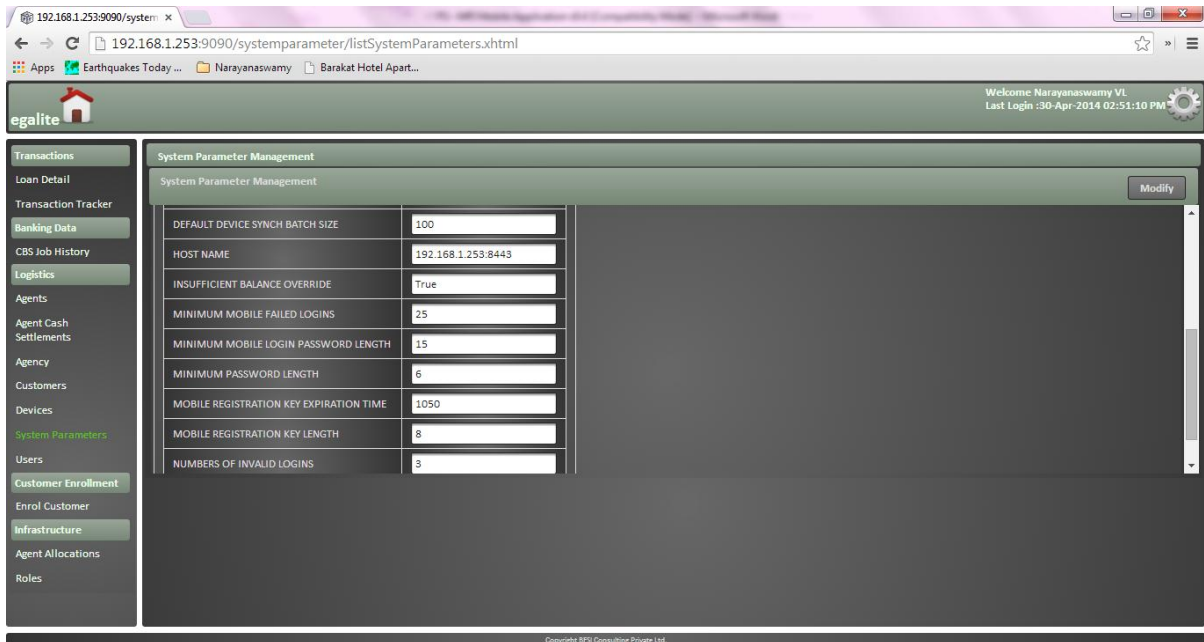 192.168.1.253:9090/system
192.168.1.253:9090/systemparameter/listSystemParameters.xhtml
Apps Earthquakes Today ... Narayanaswamy Barakat Hotel Apart...
egalite
Welcome Narayanaswamy VL
Last Login :30-Apr-2014 02:51:10 PM
Transactions
Loan Detail
Transaction Tracker
Banking Data
CBS Job History
Logistics
Agents
Agent Cash
Settlements
Agency
Customers
Devices
System Parameters
Users
Customer Enrollment
Enrol Customer
Infrastructure
Agent Allocations
Roles
System Parameter Management
System Parameter Management
Modify
DEFAULT DEVICE SYNCH BATCH SIZE 100
HOST NAME 192.168.1.253:8443
INSUFFICIENT BALANCE OVERRIDE True
MINIMUM MOBILE FAILED LOGINS 25
MINIMUM MOBILE LOGIN PASSWORD LENGTH 15
MINIMUM PASSWORD LENGTH 6
MOBILE REGISTRATION KEY EXPIRATION TIME 1050
MOBILE REGISTRATION KEY LENGTH 8
NUMBERS OF INVALID LOGINS 3
Copyright BFSI Consulting Private Ltd.